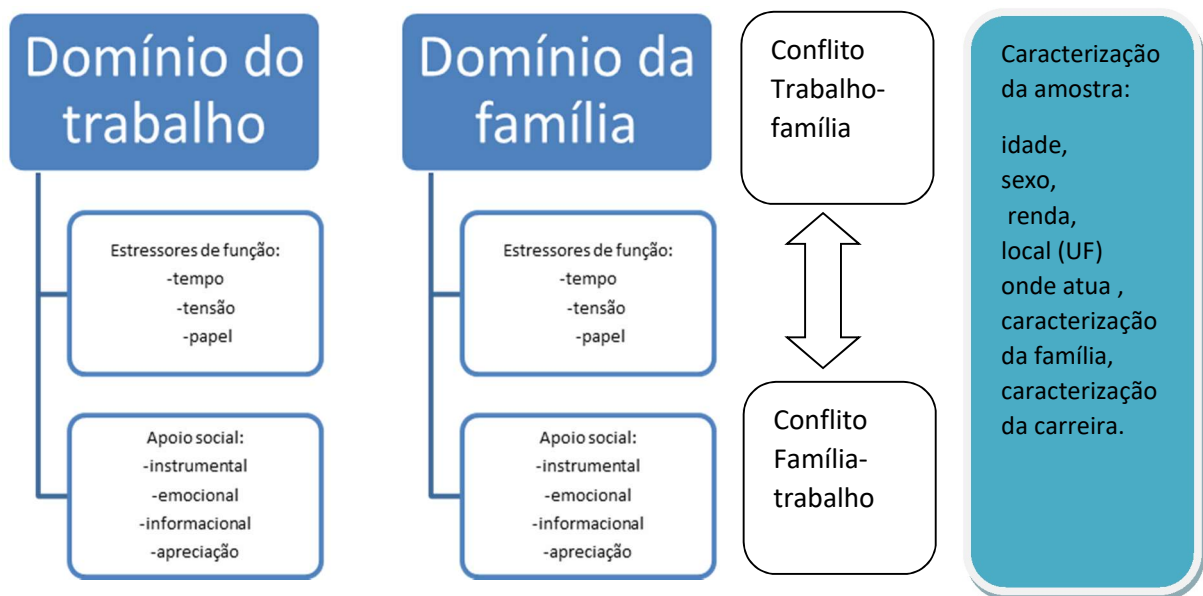 Domínio do
trabalho
Estressores de função:
-tempo
-tensão
-papel
Apoio social:
-instrumental
-emocional
-informacional
-apreciação
Domínio da
família
Estressores de função:
-tempo
-tensão
-papel
Apoio social:
-instrumental
-emocional
-informacional
-apreciação
Conflito
Trabalho-
família
Conflito
Família-
trabalho
Caracterização
da amostra:
idade,
sexo,
renda,
local (UF)
onde atua ,
caracterização
da família,
caracterização
da carreira.